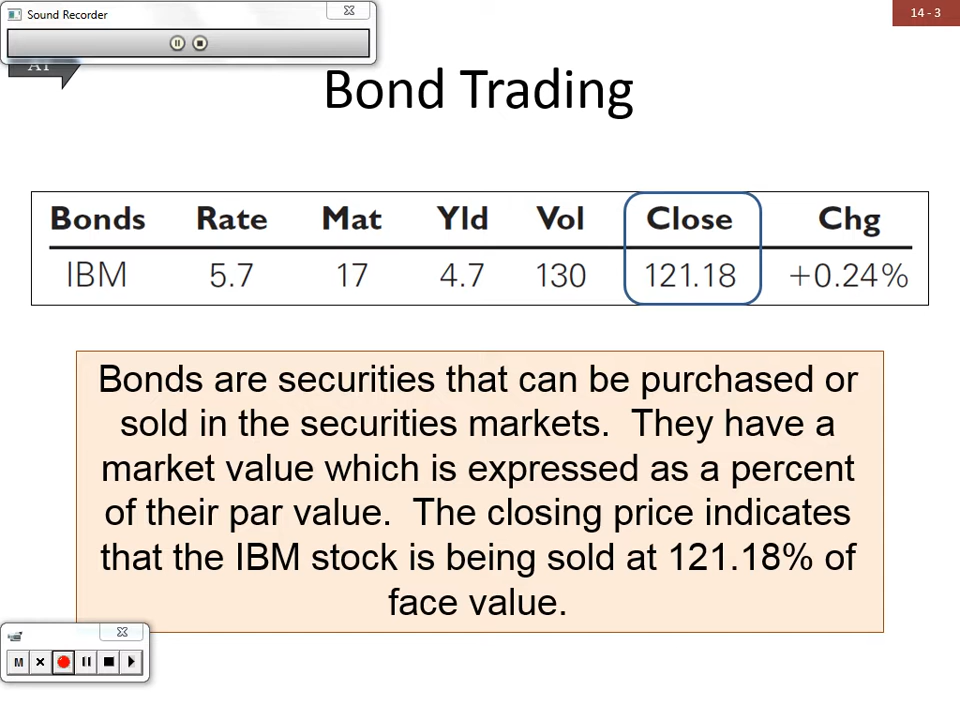 Sound Recorder
14 - 3
A1
Bond Trading
Bonds Rate Mat Yld Vol Close Chg
IBM 5.7 17 4.7 130 121.18 +0.24%
Bonds are securities that can be purchased or
sold in the securities markets.  They have a
market value which is expressed as a percent
of their par value.  The closing price indicates
that the IBM stock is being sold at 121.18% of
face value.
M